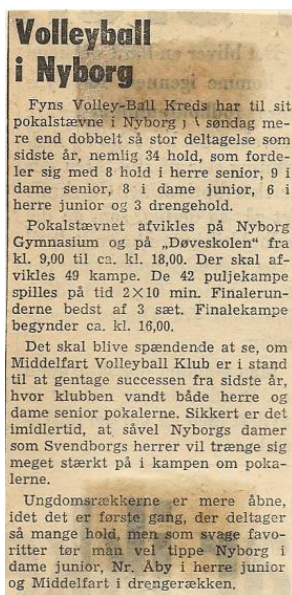 Volleyball
i Nyborg
Fyns Volley-Ball Kreds har til sit
pokalstævne i Nyborg på søndag me-
re end dobbelt så stor deltagelse som
sidste år, nemlig 34 hold, som forde-
ler sig med 8 hold i herre senior, 9 i
dame senior, 8 i dame junior, 6 i
herre junior og 3 drengehold.
Pokalstævnet afvikles på Nyborg
Gymnasium og på „Døveskolen“ fra
kl. 9,00 til ca. kl. 18,00. Der skal af-
vikles 49 kampe. De 42 puljekampe
spilles på tid 2×10 min. Finalerun-
derne bedst af 3 sæt. Finalekampe
begynder ca. kl. 16,00.
Det skal blive spændende at se, om
Middelfart Volleyball Klub er i stand
til at gentage successen fra sidste år,
hvor klubben vandt både herre og
dame senior pokalerne. Sikkert er det
imidlertid, at såvel Nyborgs damer
som Svendborgs herrer vil trænge sig
meget stærkt på i kampen om poka-
lerne.
Ungdomsrækkerne er mere åbne,
idet det er første gang, der deltager
så mange hold, men som svage favo-
ritter tør man vel tippe Nyborg i
dame junior, Nr. Åby i herre junior
og Middelfart i drengerækken.